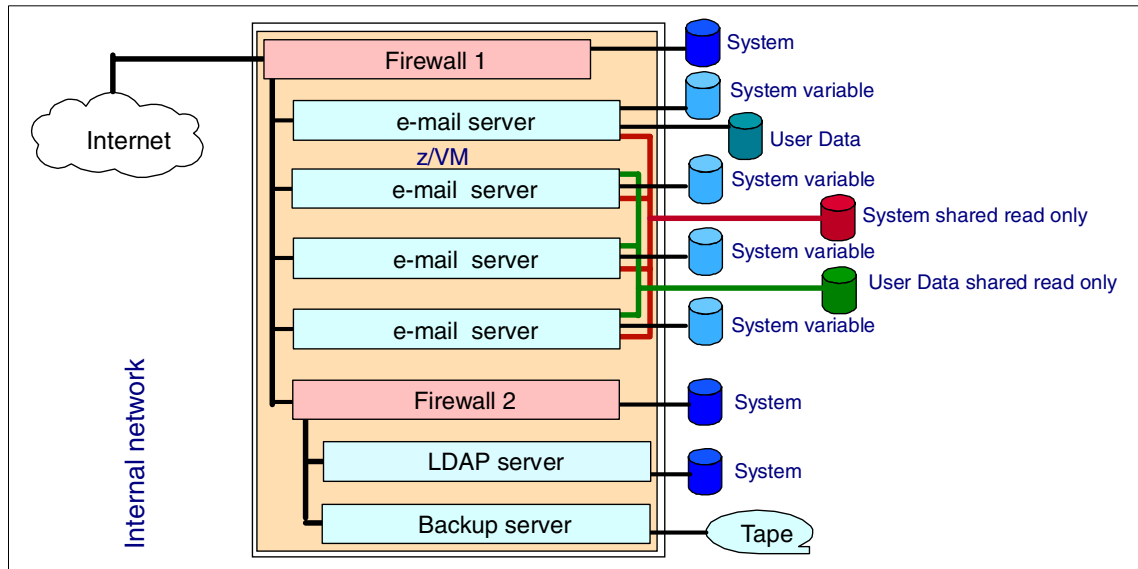 Firewall 1
System
Internet
System variable
e-mail server
User Data
z/VM
e-mail server
System variable
System shared read only
e-mail server
System variable
User Data shared read only
e-mail server
System variable
Internal network
Firewall 2
System
LDAP server
System
Backup server
Tape